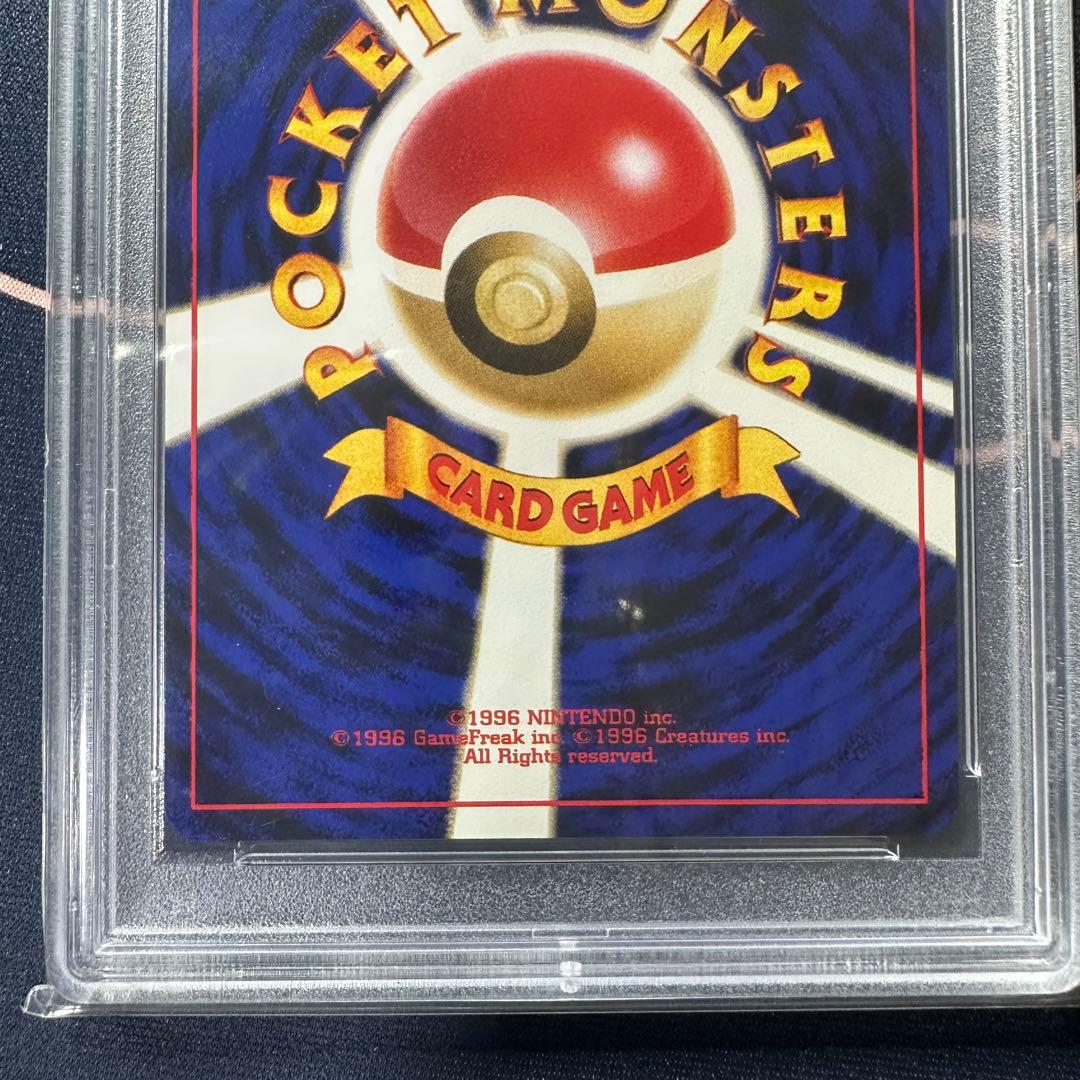 POCKET MONSTERS
CARD GAME
©1996 NINTENDO inc.
©1996 GameFreak inc. ©1996 Creatures inc.
All Rights reserved.